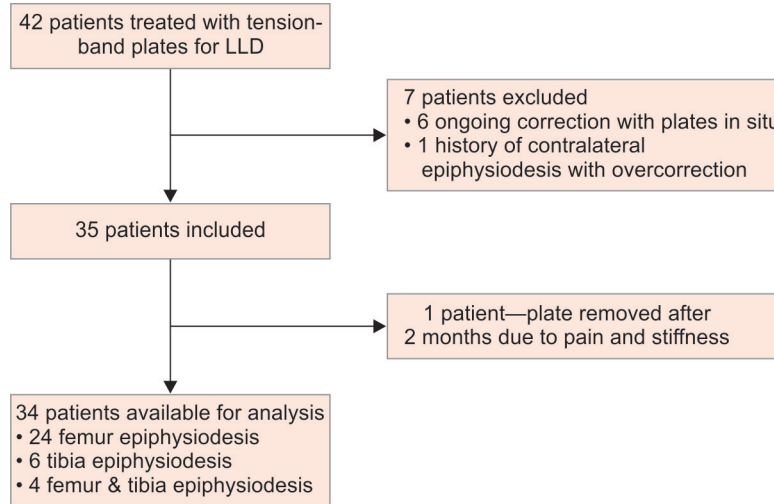 42 patients treated with tension-
band plates for LLD
7 patients excluded
• 6 ongoing correction with plates in situ
• 1 history of contralateral
epiphysiodesis with overcorrection
35 patients included
1 patient—plate removed after
2 months due to pain and stiffness
34 patients available for analysis
• 24 femur epiphysiodesis
• 6 tibia epiphysiodesis
• 4 femur & tibia epiphysiodesis